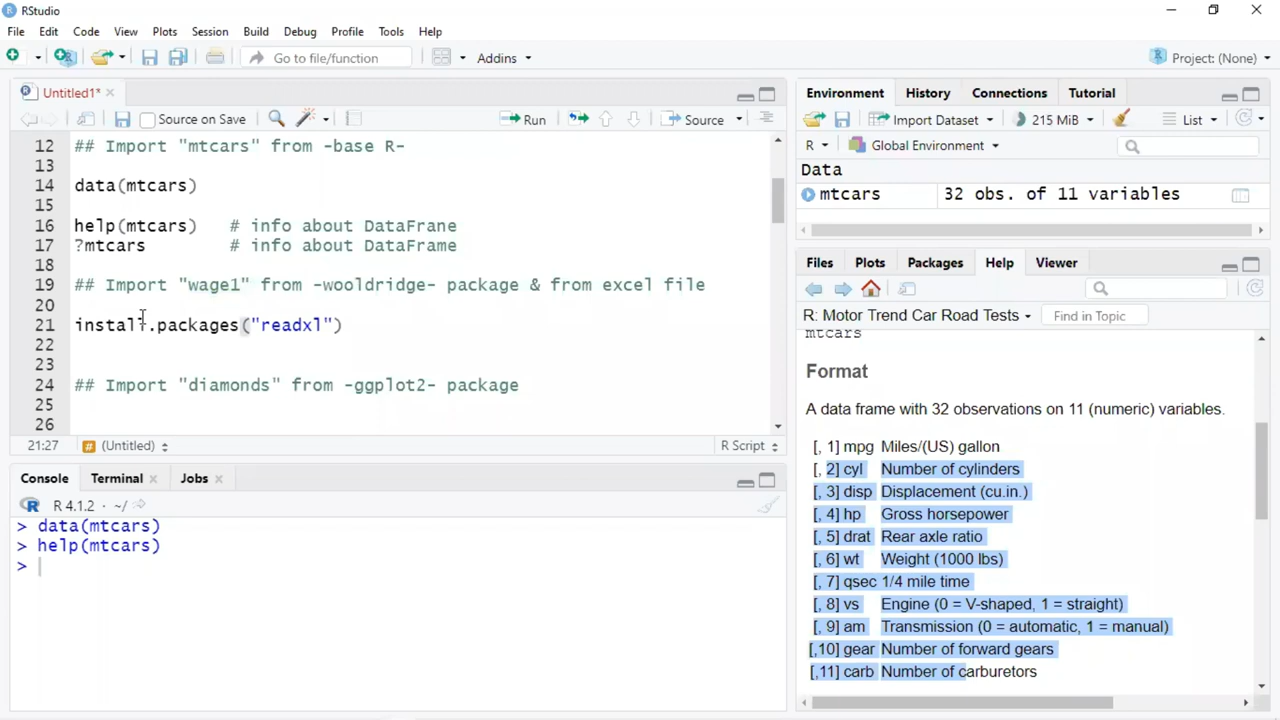 RStudio
File Edit Code View Plots Session Build Debug Profile Tools Help
Go to file/function Addins Project: (None)
Untitled1*
Source on Save Run Source
12 ## Import "mtcars" from -base R-
13
14 data(mtcars)
15
16 help(mtcars) # info about DataFrane
17 ?mtcars # info about DataFrame
18
19 ## Import "wage1" from -wooldridge- package & from excel file
20
21 install.packages("readxl")
22
23
24 ## Import "diamonds" from -ggplot2- package
25
26
21:27 # (Untitled) R Script
Console Terminal Jobs
R 4.1.2 · ~/
> data(mtcars)
> help(mtcars)
>
Environment History Connections Tutorial
Import Dataset 215 MiB List
R Global Environment
Data
mtcars 32 obs. of 11 variables
Files Plots Packages Help Viewer
R: Motor Trend Car Road Tests Find in Topic
mtcars
Format
A data frame with 32 observations on 11 (numeric) variables.
[, 1] mpg Miles/(US) gallon
[, 2] cyl Number of cylinders
[, 3] disp Displacement (cu.in.)
[, 4] hp Gross horsepower
[, 5] drat Rear axle ratio
[, 6] wt Weight (1000 lbs)
[, 7] qsec 1/4 mile time
[, 8] vs Engine (0 = V-shaped, 1 = straight)
[, 9] am Transmission (0 = automatic, 1 = manual)
[,10] gear Number of forward gears
[,11] carb Number of carburetors